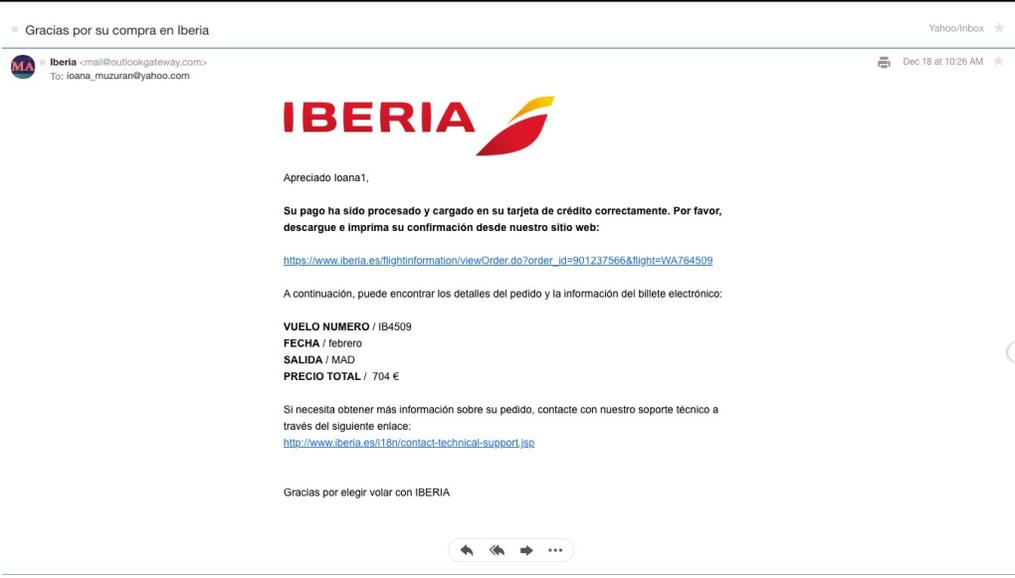 Gracias por su compra en Iberia
Yahoo/Inbox
MA
Iberia <mail@outlookgateway.com>
Dec 18 at 10:26 AM
To: ioana_muzuran@yahoo.com
IBERIA
Apreciado Ioana1,
Su pago ha sido procesado y cargado en su tarjeta de crédito correctamente. Por favor,
descargue e imprima su confirmación desde nuestro sitio web:
https://www.iberia.es/flightinformation/viewOrder.do?order_id=901237566&flight=WA764509
A continuación, puede encontrar los detalles del pedido y la información del billete electrónico:
VUELO NUMERO / IB4509
FECHA / febrero
SALIDA / MAD
PRECIO TOTAL / 704 €
Si necesita obtener más información sobre su pedido, contacte con nuestro soporte técnico a
través del siguiente enlace:
http://www.iberia.es/i18n/contact-technical-support.jsp
Gracias por elegir volar con IBERIA